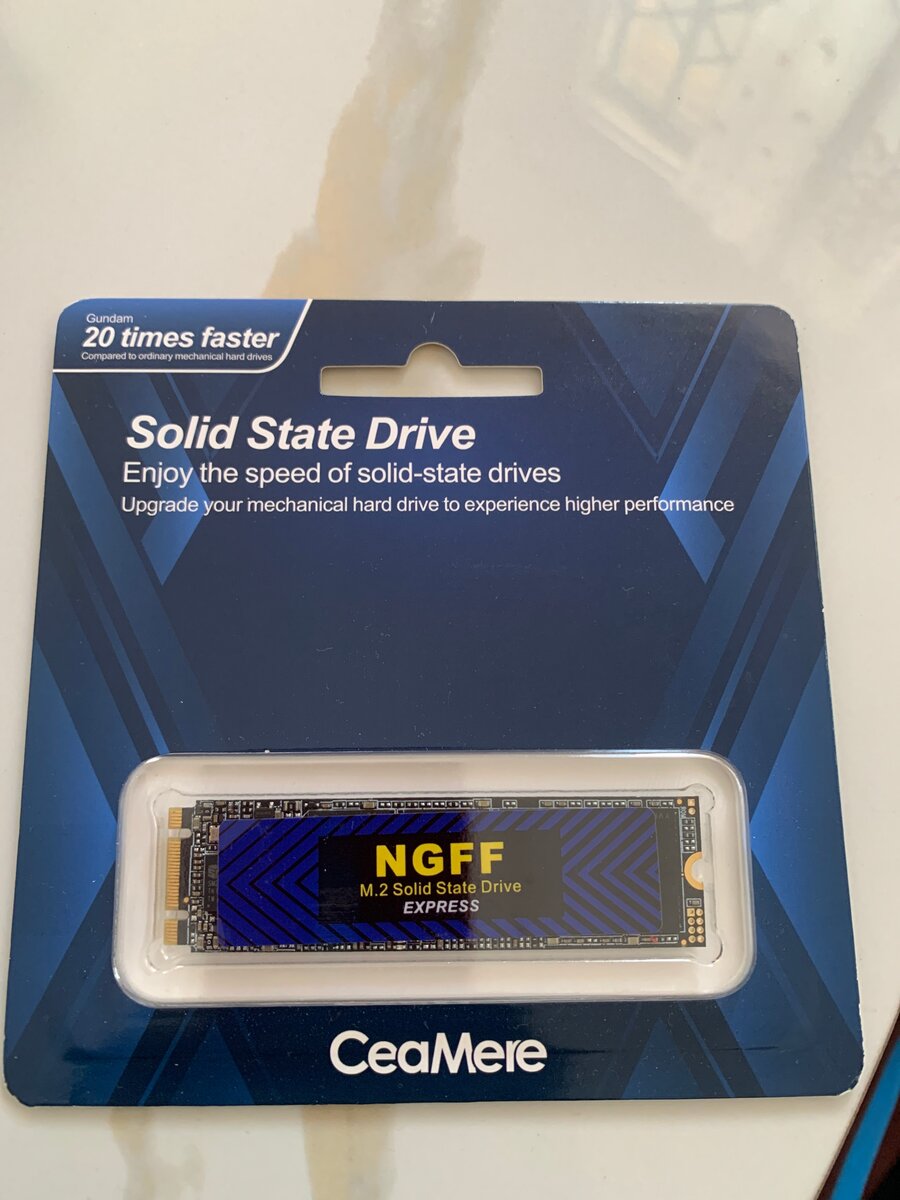 Gundam
20 times faster
Compared to ordinary mechanical hard drives
Solid State Drive
Enjoy the speed of solid-state drives
Upgrade your mechanical hard drive to experience higher performance
NGFF
M.2 Solid State Drive
EXPRESS
CeaMere